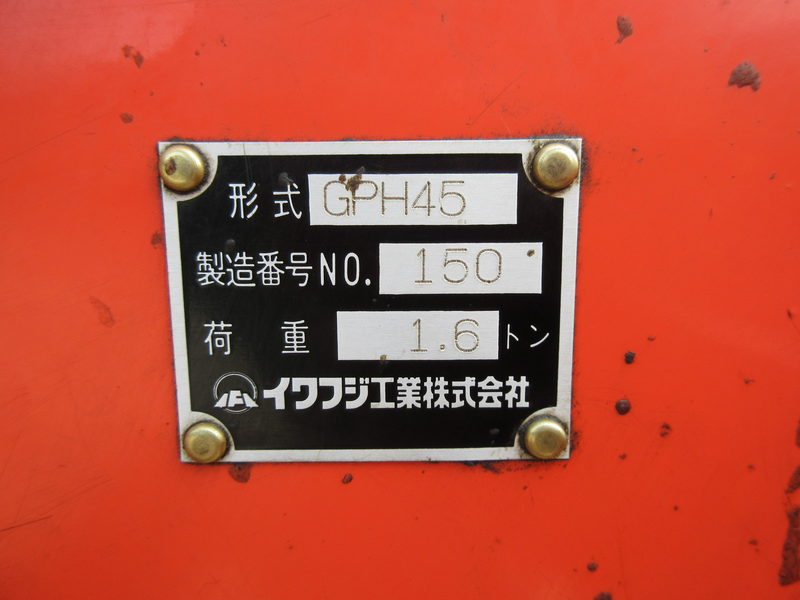 形式 GPH45
製造番号NO. 150
荷重 1.6トン
イワフジ工業株式会社